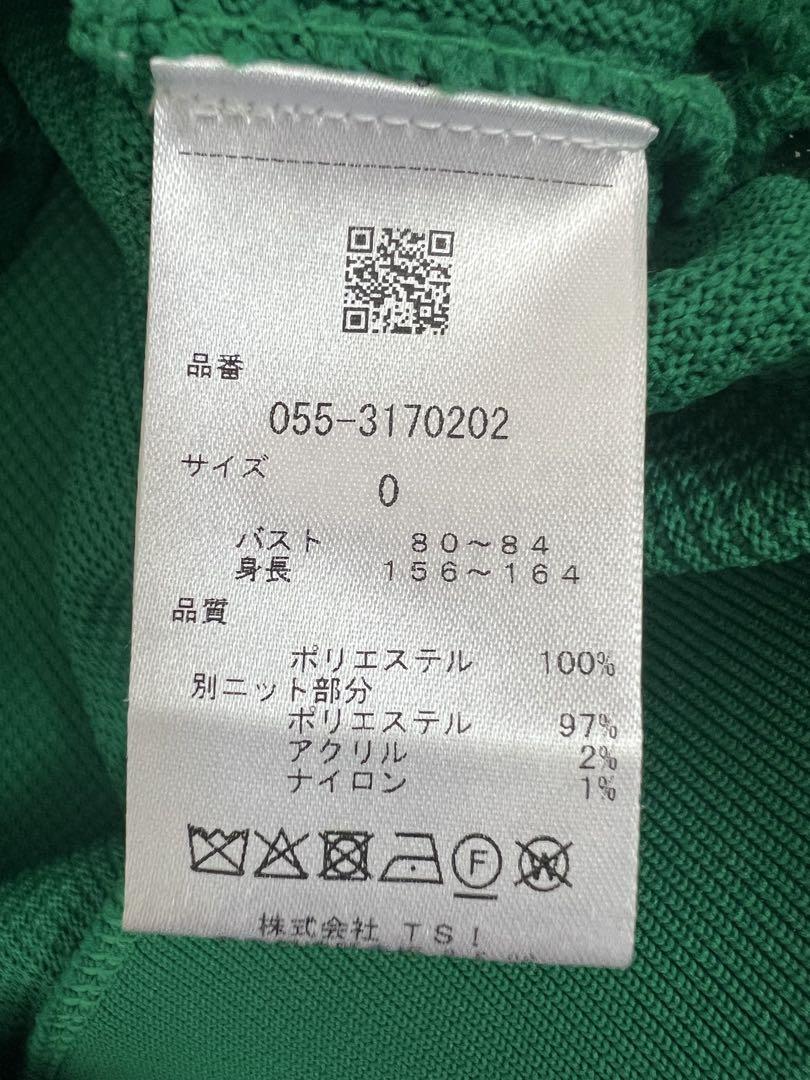 品番
055-3170202
サイズ
0
バスト 80~84
身長 156~164
品質
ポリエステル 100%
別ニット部分
ポリエステル 97%
アクリル 2%
ナイロン 1%
F
W
株式会社 TSI